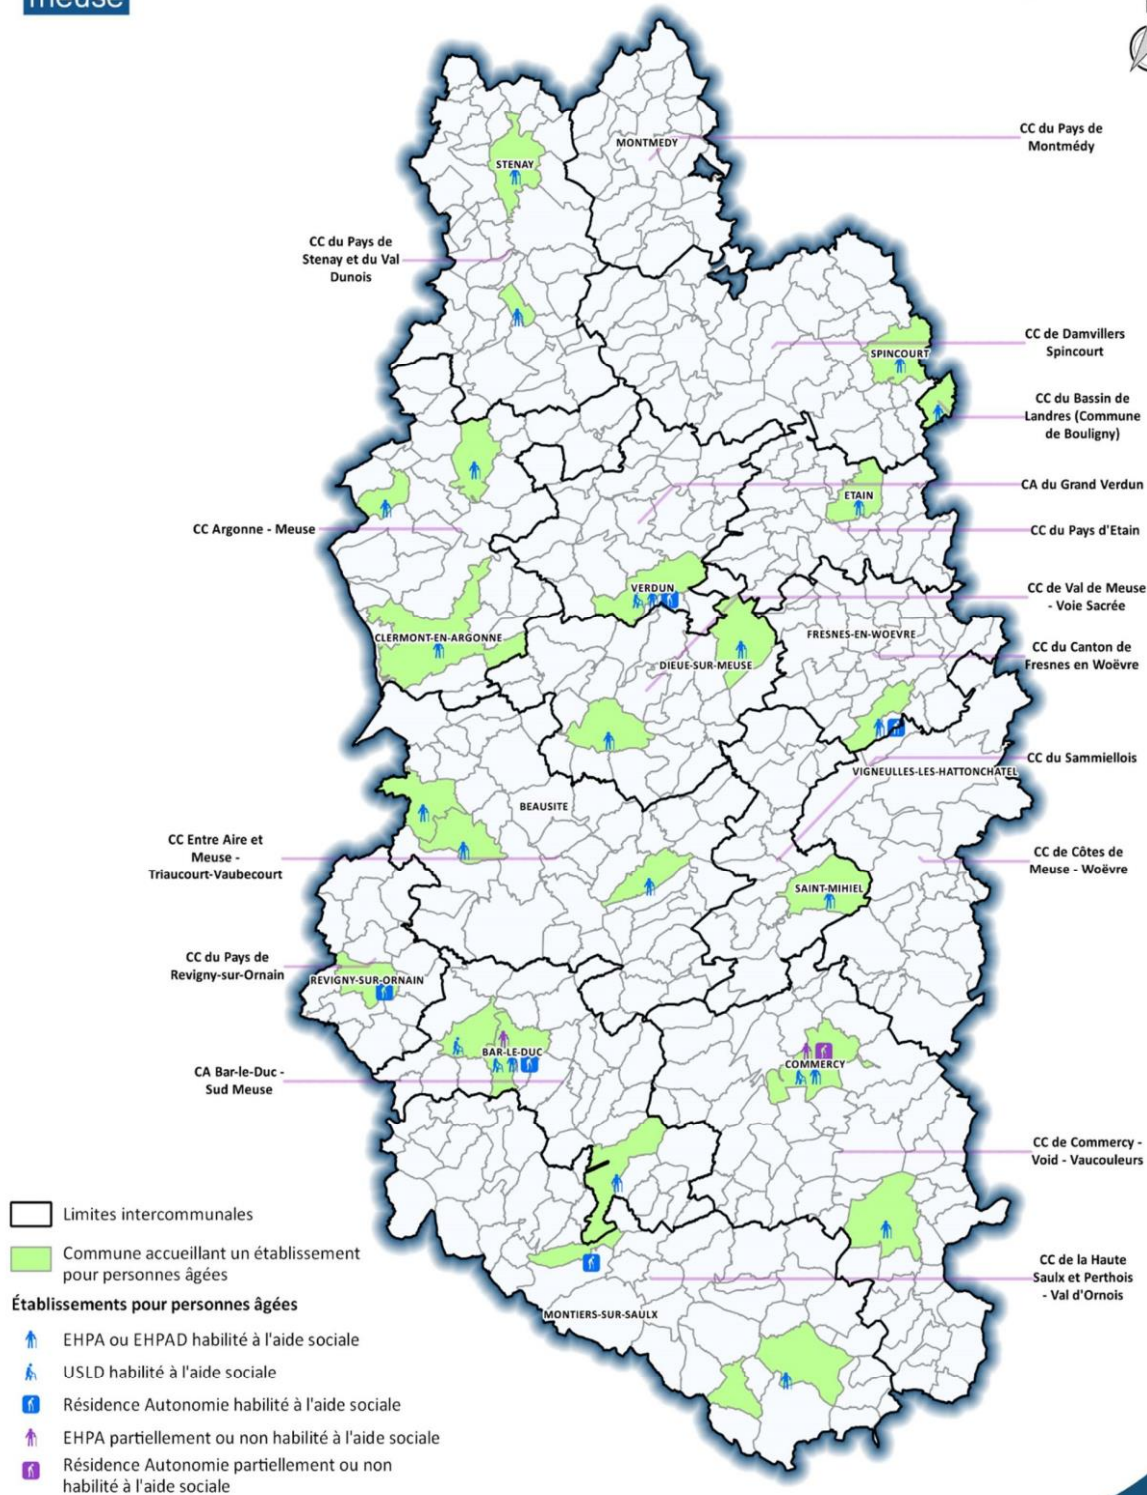 meuse
MONTMEDY
CC du Pays de
Montmédy
STENAY
CC du Pays de
Stenay et du Val
Dunois
CC de Damvillers
Spincourt
SPINCOURT
CC du Bassin de
Landres (Commune
de Bouligny)
CA du Grand Verdun
ETAIN
CC Argonne - Meuse
CC du Pays d'Etain
VERDUN
CC de Val de Meuse
- Voie Sacrée
CLERMONT-EN-ARGONNE
FRESNES-EN-WOEVRE
CC du Canton de
Fresnes en Woëvre
DIEUE-SUR-MEUSE
CC du Sammiellois
VIGNEULLES-LES-HATTONCHATEL
BEAUSITE
CC Entre Aire et
Meuse -
Triaucourt-Vaubecourt
CC de Côtes de
Meuse - Woëvre
SAINT-MIHIEL
CC du Pays de
Revigny-sur-Ornain
REVIGNY-SUR-ORNAIN
BAR-LE-DUC
COMMERCY
CA Bar-le-Duc -
Sud Meuse
CC de Commercy -
Void - Vaucouleurs
CC de la Haute
Saulx et Perthois
- Val d'Ornois
MONTIERS-SUR-SAULX
Limites intercommunales
Commune accueillant un établissement
pour personnes âgées
Établissements pour personnes âgées
EHPA ou EHPAD habilité à l'aide sociale
USLD habilité à l'aide sociale
Résidence Autonomie habilité à l'aide sociale
EHPA partiellement ou non habilité à l'aide sociale
Résidence Autonomie partiellement ou non
habilité à l'aide sociale